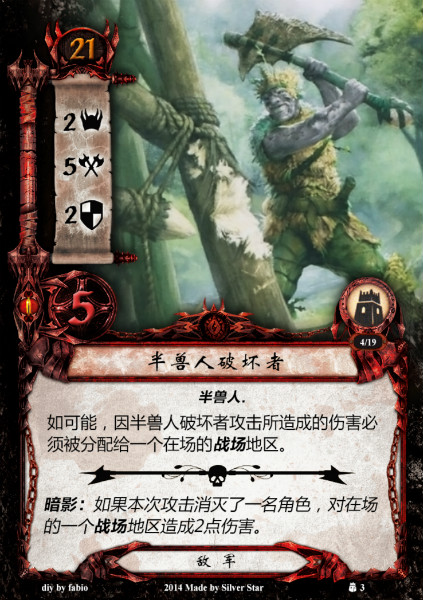 21
2
5
2
5
4/19
半兽人破坏者
半兽人.
如可能，因半兽人破坏者攻击所造成的伤害必
须被分配给一个在场的战场地区。
暗影：如果本次攻击消灭了一名角色，对在场
的一个战场地区造成2点伤害。
敌 军
diy by fabio
2014 Made by Silver Star
3